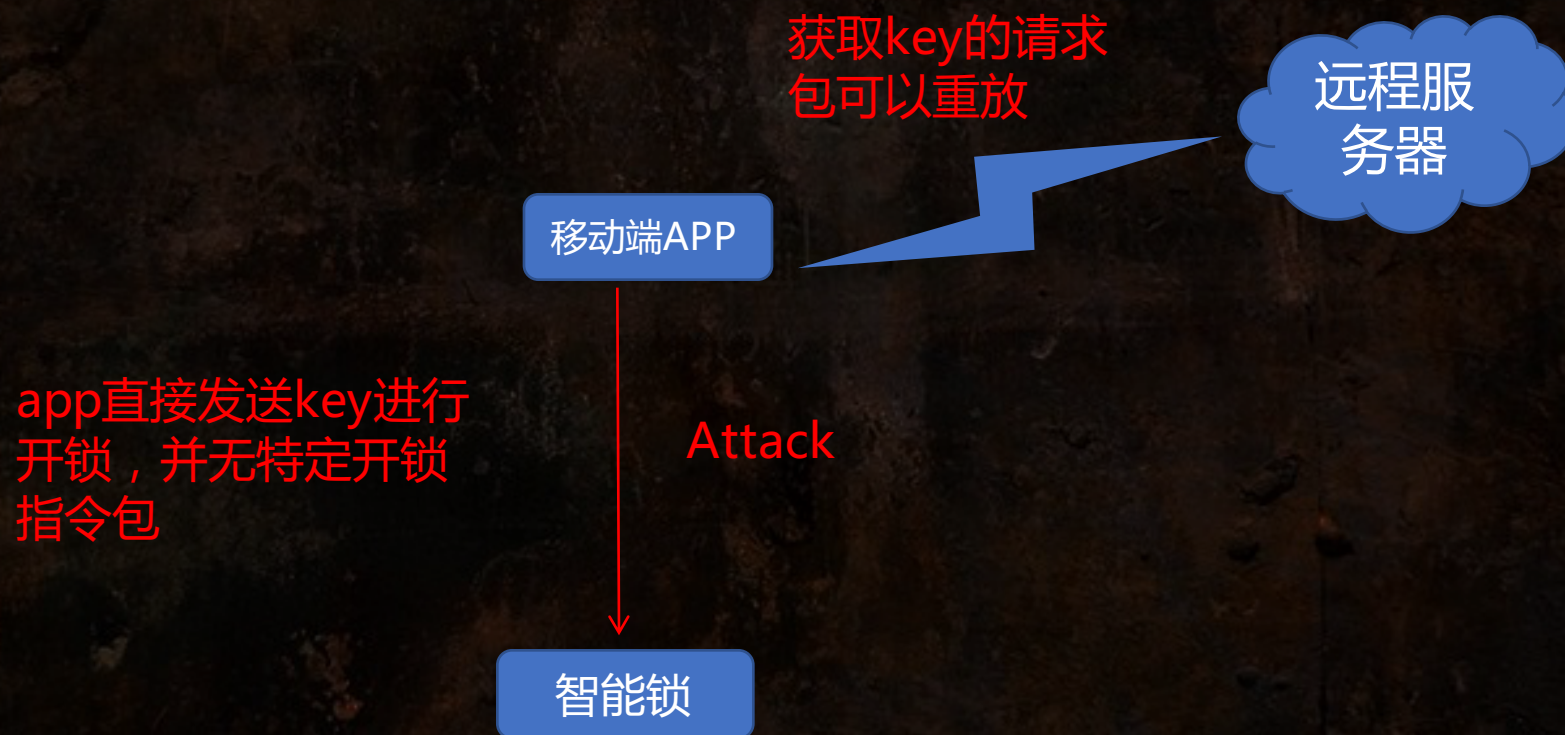 获取key的请求
包可以重放
远程服
务器
移动端APP
app直接发送key进行
开锁，并无特定开锁
指令包
Attack
智能锁